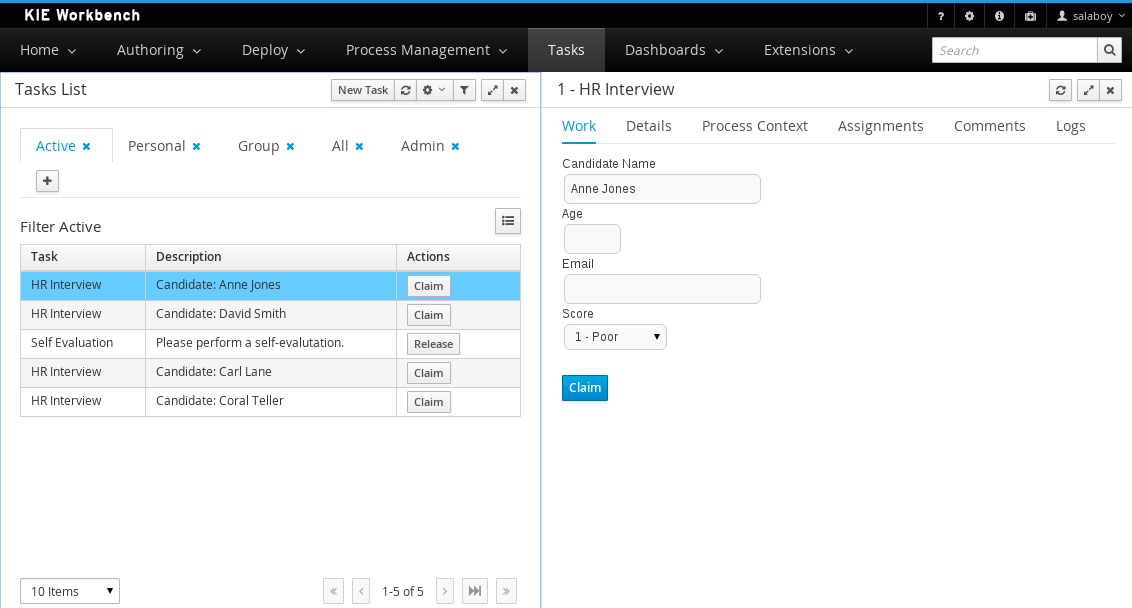 KIE Workbench
? salaboy
Home Authoring Deploy Process Management Tasks Dashboards Extensions Search
Tasks List New Task
Active Personal Group All Admin
Filter Active
Task Description Actions
HR Interview Candidate: Anne Jones Claim
HR Interview Candidate: David Smith Claim
Self Evaluation Please perform a self-evalutation. Release
HR Interview Candidate: Carl Lane Claim
HR Interview Candidate: Coral Teller Claim
10 Items 1-5 of 5
1 - HR Interview
Work Details Process Context Assignments Comments Logs
Candidate Name
Anne Jones
Age
Email
Score
1 - Poor
Claim